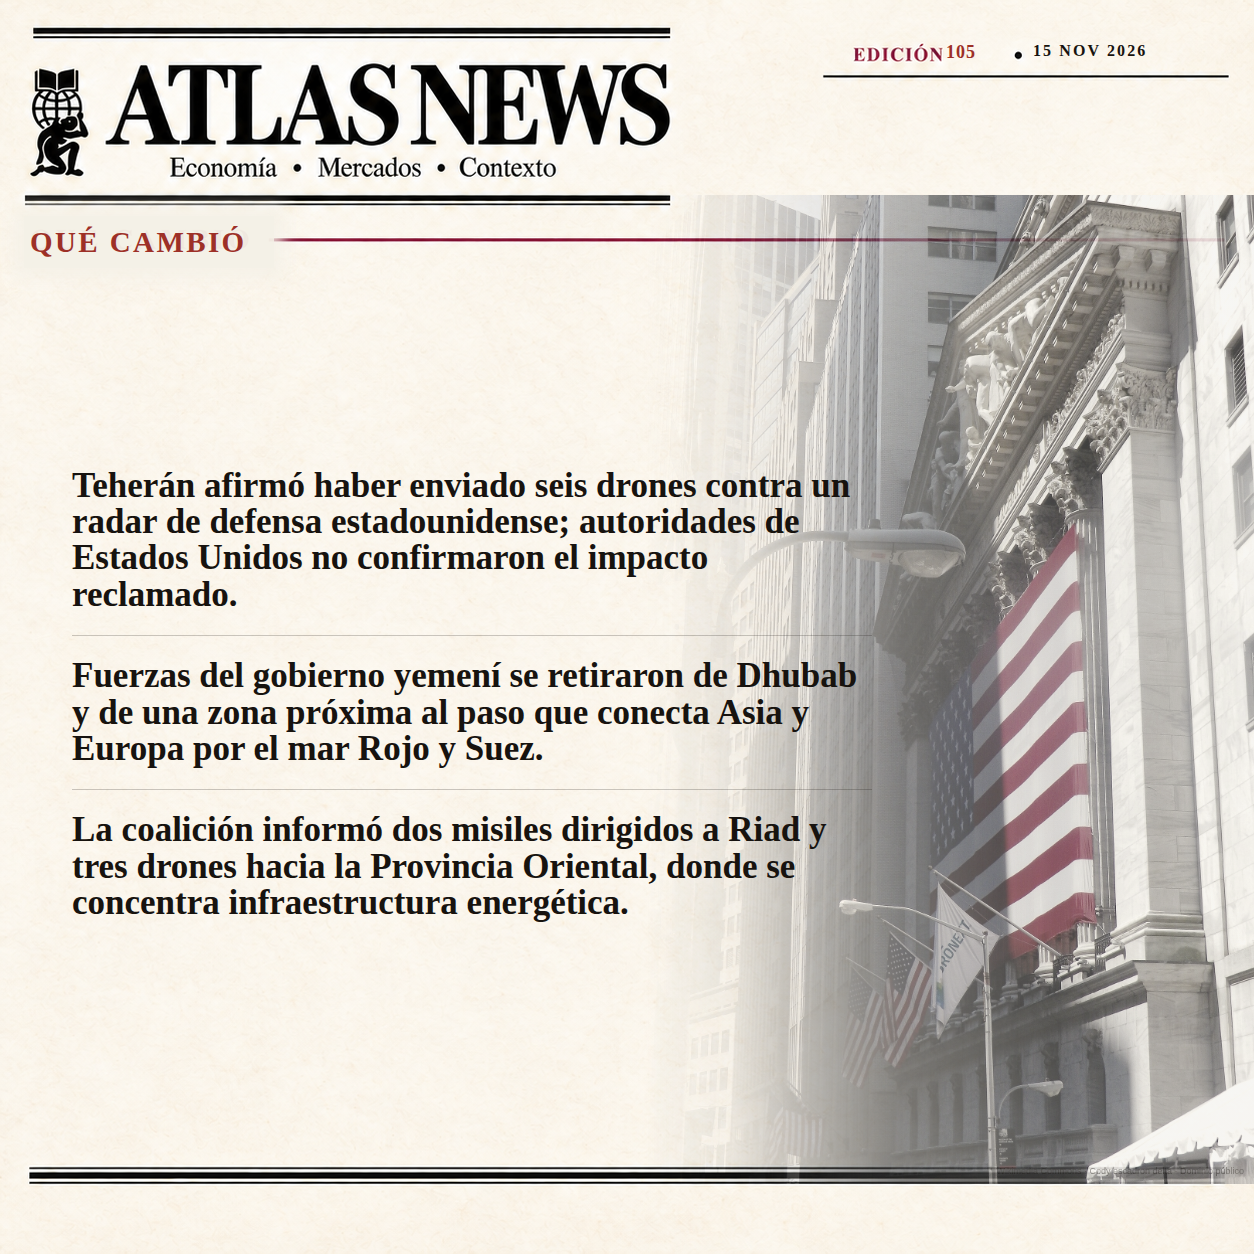 EDICIÓN 105 • 15 NOV 2026
ATLAS NEWS
Economía • Mercados • Contexto
QUÉ CAMBIÓ
Teherán afirmó haber enviado seis drones contra un
radar de defensa estadounidense; autoridades de
Estados Unidos no confirmaron el impacto
reclamado.
Fuerzas del gobierno yemení se retiraron de Dhubab
y de una zona próxima al paso que conecta Asia y
Europa por el mar Rojo y Suez.
La coalición informó dos misiles dirigidos a Riad y
tres drones hacia la Provincia Oriental, donde se
concentra infraestructura energética.